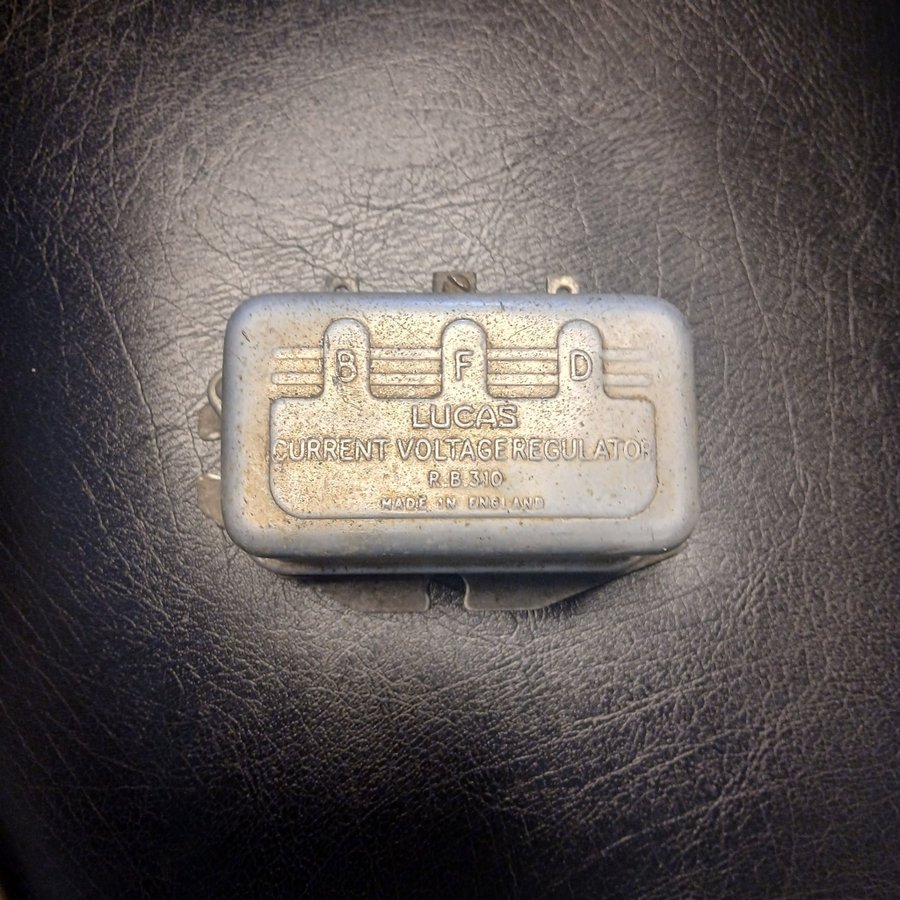 B F D
LUCAS
CURRENT VOLTAGE REGULATOR
R.B.310
MADE IN ENGLAND